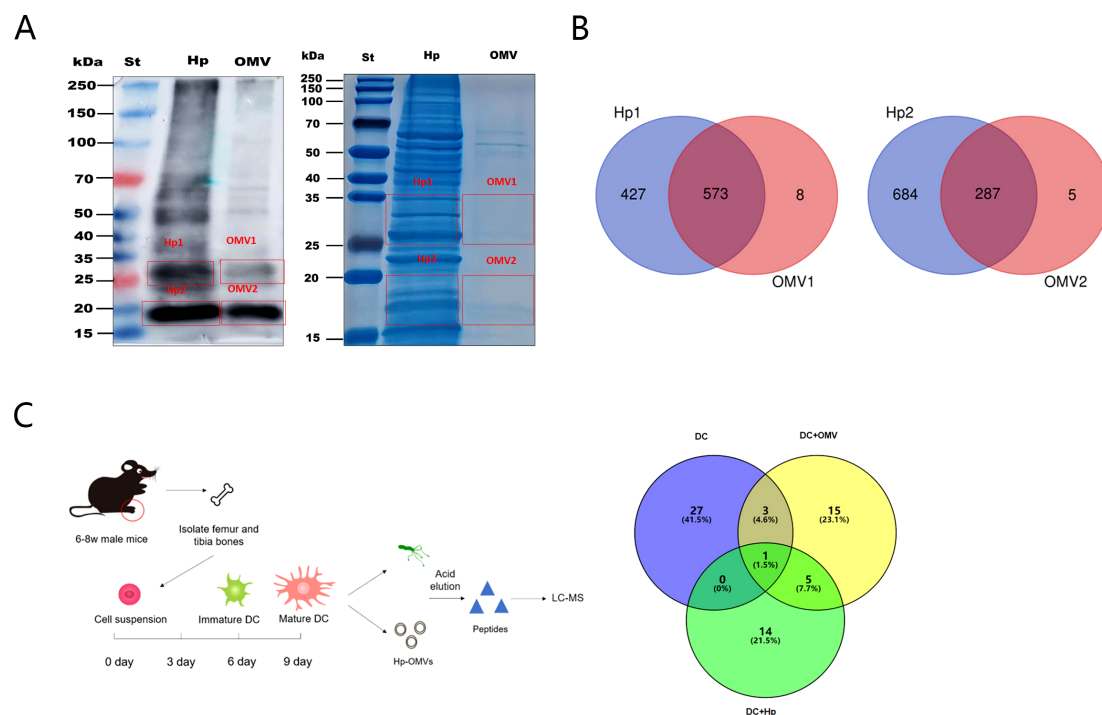 A
kDa St Hp OMV
250
150
100
70
50
40
35
25
20
15
Hp1 OMV1
Hp2 OMV2
kDa St Hp OMV
250
150
100
70
50
40
35
25
20
15
Hp1 OMV1
Hp2 OMV2
B
Hp1
427 573 8
OMV1
Hp2
684 287 5
OMV2
C
6-8w male mice
Isolate femur and
tibia bones
Cell suspension
Immature DC
Mature DC
0 day 3 day 6 day 9 day
Hp-OMVs
Acid
elution
Peptides
LC-MS
DC
DC+OMV
27
(41.5%)
3
(4.6%)
15
(23.1%)
1
(1.5%)
0
(0%)
5
(7.7%)
14
(21.5%)
DC+Hp